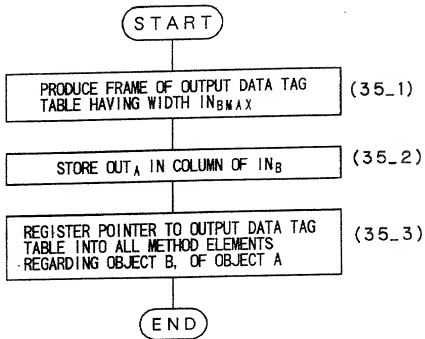 START
PRODUCE FRAME OF OUTPUT DATA TAG
TABLE HAVING WIDTH INBMAX
(35_1)
STORE OUTA IN COLUMN OF INB
(35_2)
REGISTER POINTER TO OUTPUT DATA TAG
TABLE INTO ALL METHOD ELEMENTS
REGARDING OBJECT B, OF OBJECT A
(35_3)
END